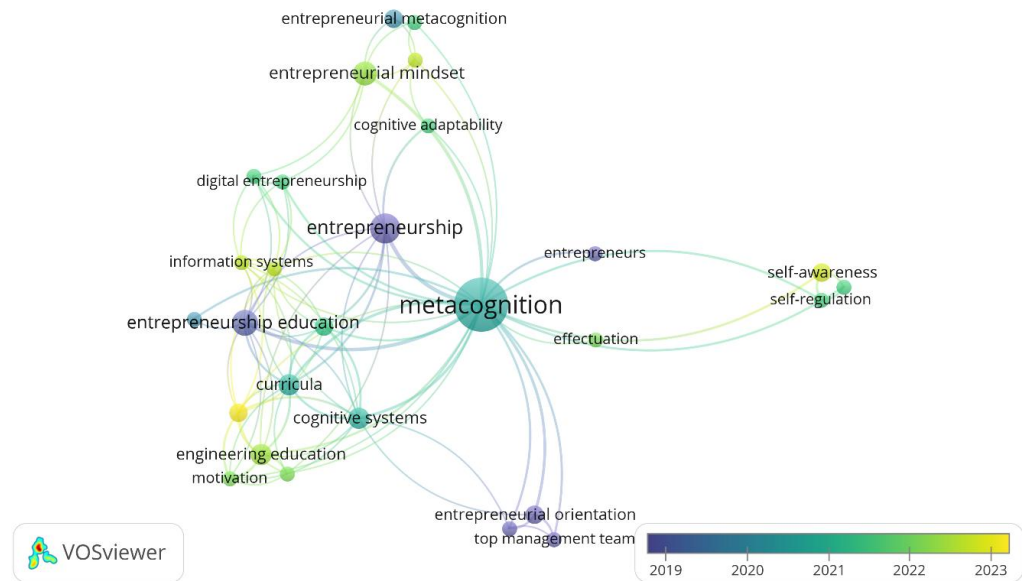 entrepreneurial metacognition
entrepreneurial mindset
cognitive adaptability
digital entrepreneurship
entrepreneurship
entrepreneurs
information systems
self-awareness
self-regulation
metacognition
entrepreneurship education
effectuation
curricula
cognitive systems
engineering education
motivation
entrepreneurial orientation
top management team
VOSviewer
2019 2020 2021 2022 2023